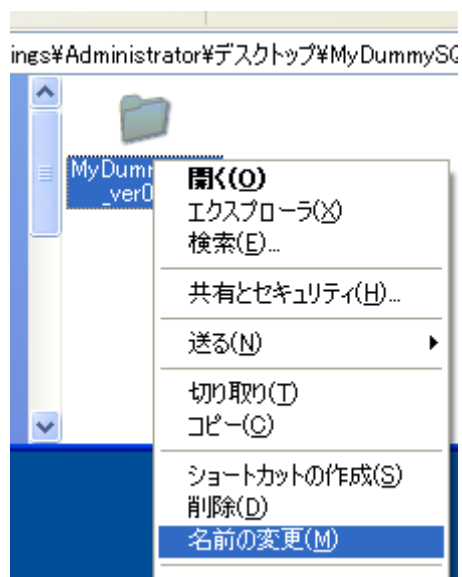 ings¥Administrator¥デスクトップ¥MyDummySQ
MyDum
_ver0
開く(O)
エクスプローラ(X)
検索(E)...
共有とセキュリティ(H)...
送る(N)
切り取り(T)
コピー(C)
ショートカットの作成(S)
削除(D)
名前の変更(M)